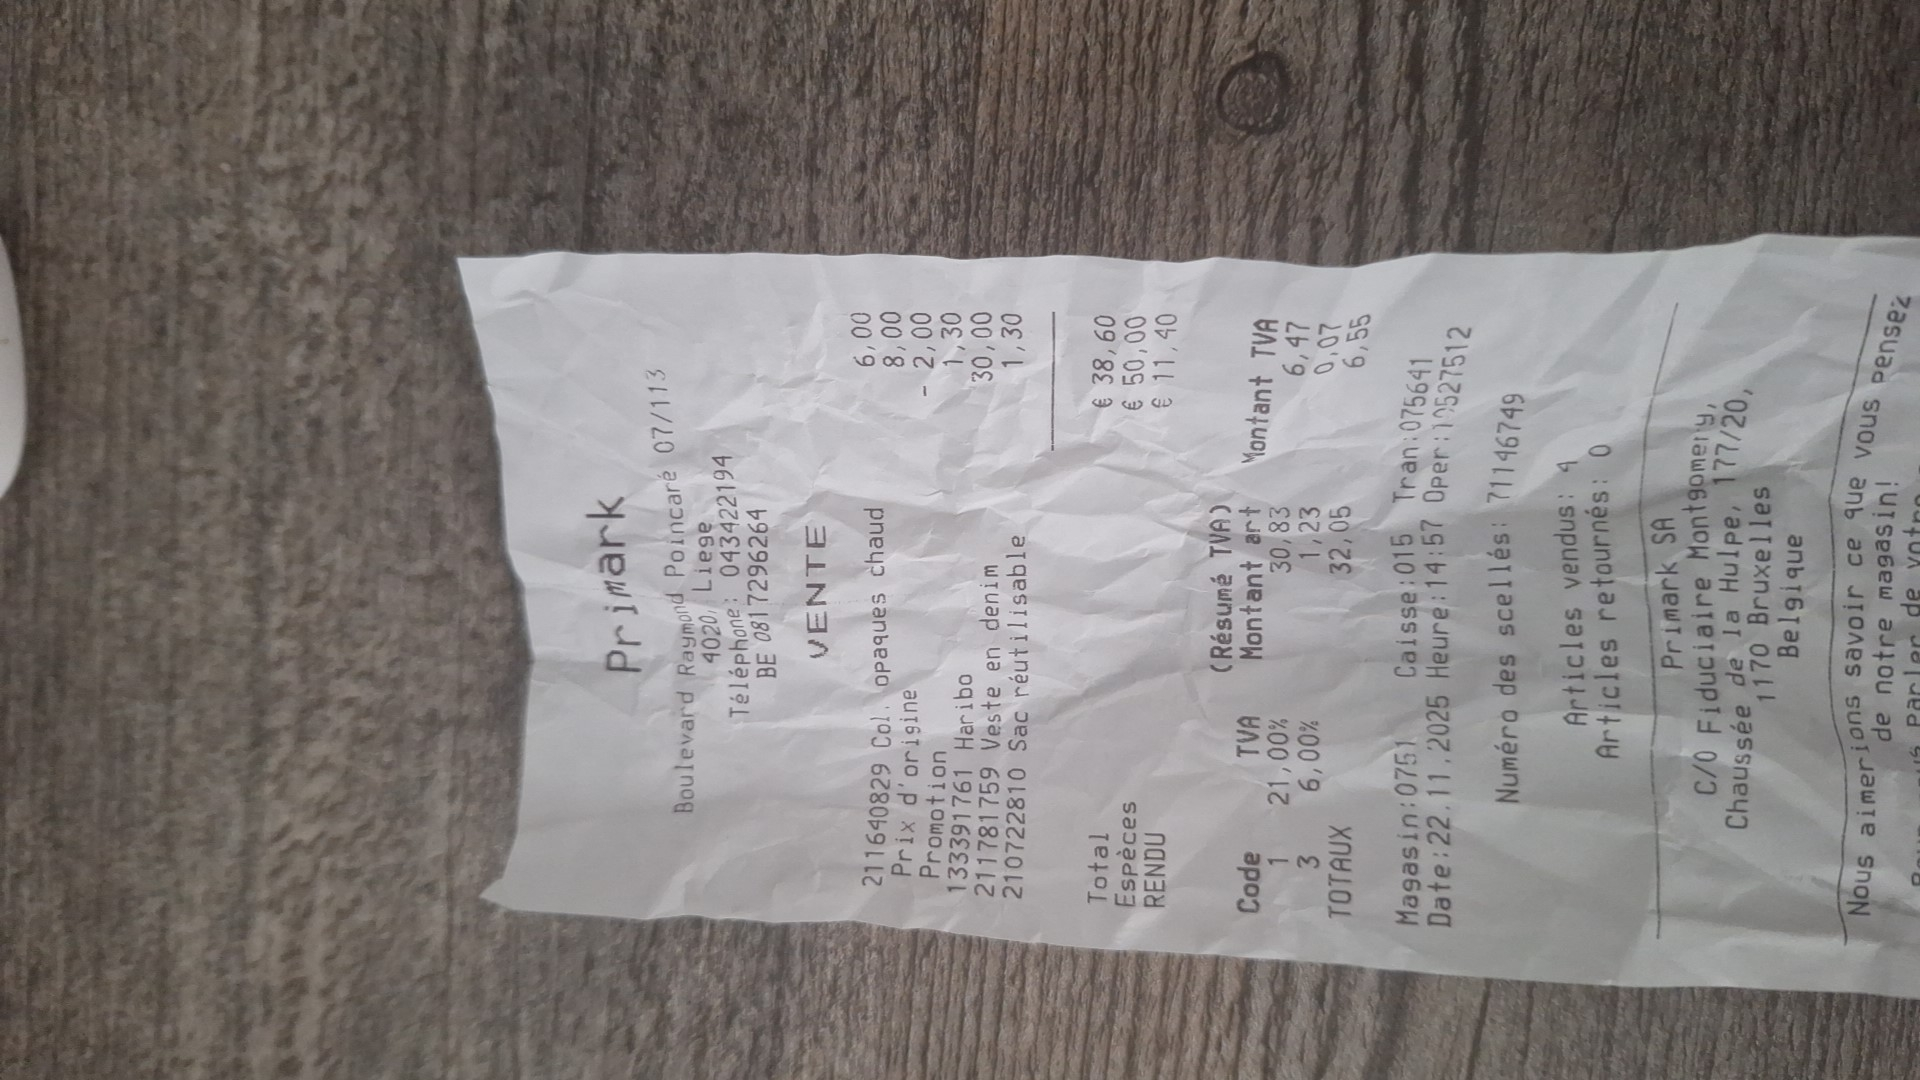 Primark
Boulevard Raymond Poincaré 07/113
4020, Liege
Téléphone: 043422194
BE 0817296264
VENTE
211640829 Col. opaques chaud 6,00
Prix d'origine 8,00
Promotion - 2,00
133391761 Haribo 1,30
211781759 Veste en denim 30,00
210722810 Sac réutilisable 1,30
Total € 38,60
Espèces € 50,00
RENDU € 11,40
(Résumé TVA)
Code TVA Montant art Montant TVA
1 21,00% 30,83 6,47
3 6,00% 1,23 0,07
TOTAUX 32,05 6,55
Magasin:0751 Caisse:015 Tran:075641
Date:22.11.2025 Heure:14:57 Oper:10527512
Numéro des scellés: 71146749
Articles vendus: 4
Articles retournés: 0
Primark SA
C/O Fiduciaire Montgomery,
Chaussée de la Hulpe, 177/20,
1170 Bruxelles
Belgique
Nous aimerions savoir ce que vous pensez
de notre magasin!
parler de votre